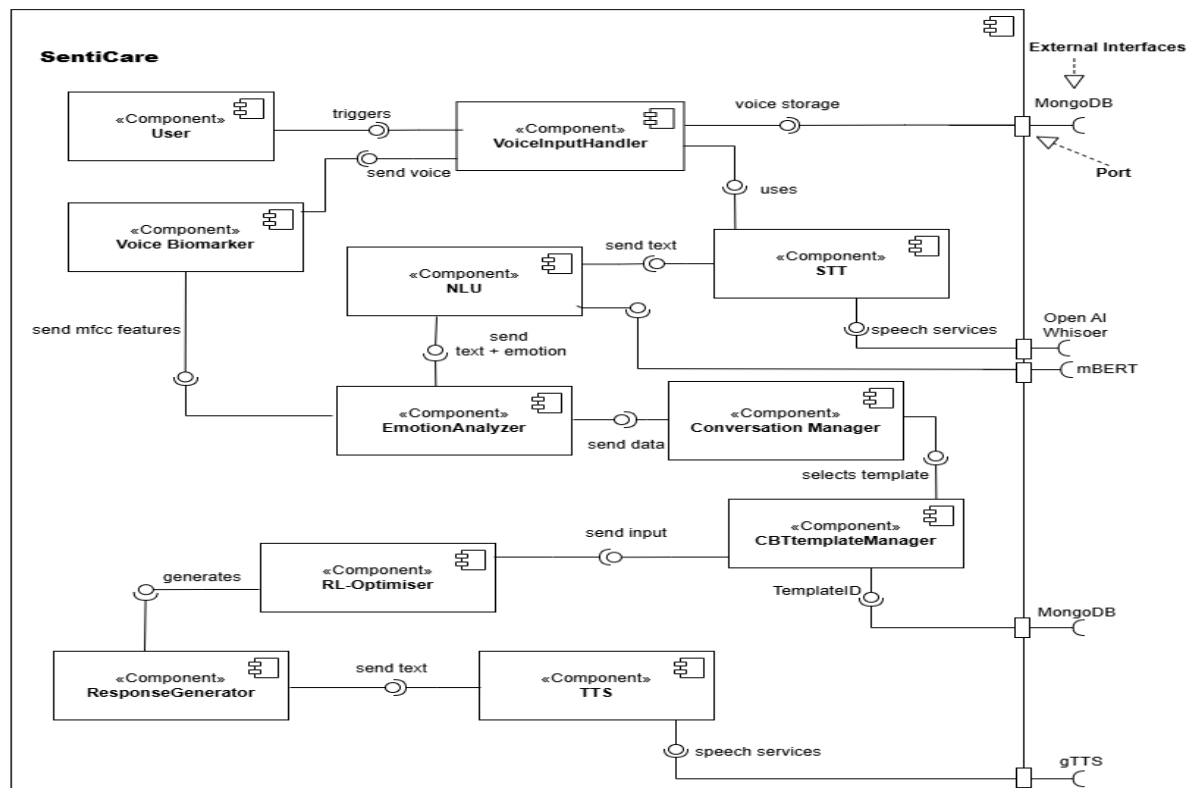 SentiCare
External Interfaces
«Component»
User
triggers
«Component»
VoiceInputHandler
voice storage
MongoDB
Port
send voice
uses
«Component»
Voice Biomarker
send text
«Component»
STT
«Component»
NLU
send mfcc features
send
text + emotion
speech services
Open AI
Whisoer
mBERT
«Component»
EmotionAnalyzer
send data
«Component»
Conversation Manager
selects template
send input
«Component»
CBTtemplateManager
generates
«Component»
RL-Optimiser
TemplateID
MongoDB
«Component»
ResponseGenerator
send text
«Component»
TTS
speech services
gTTS